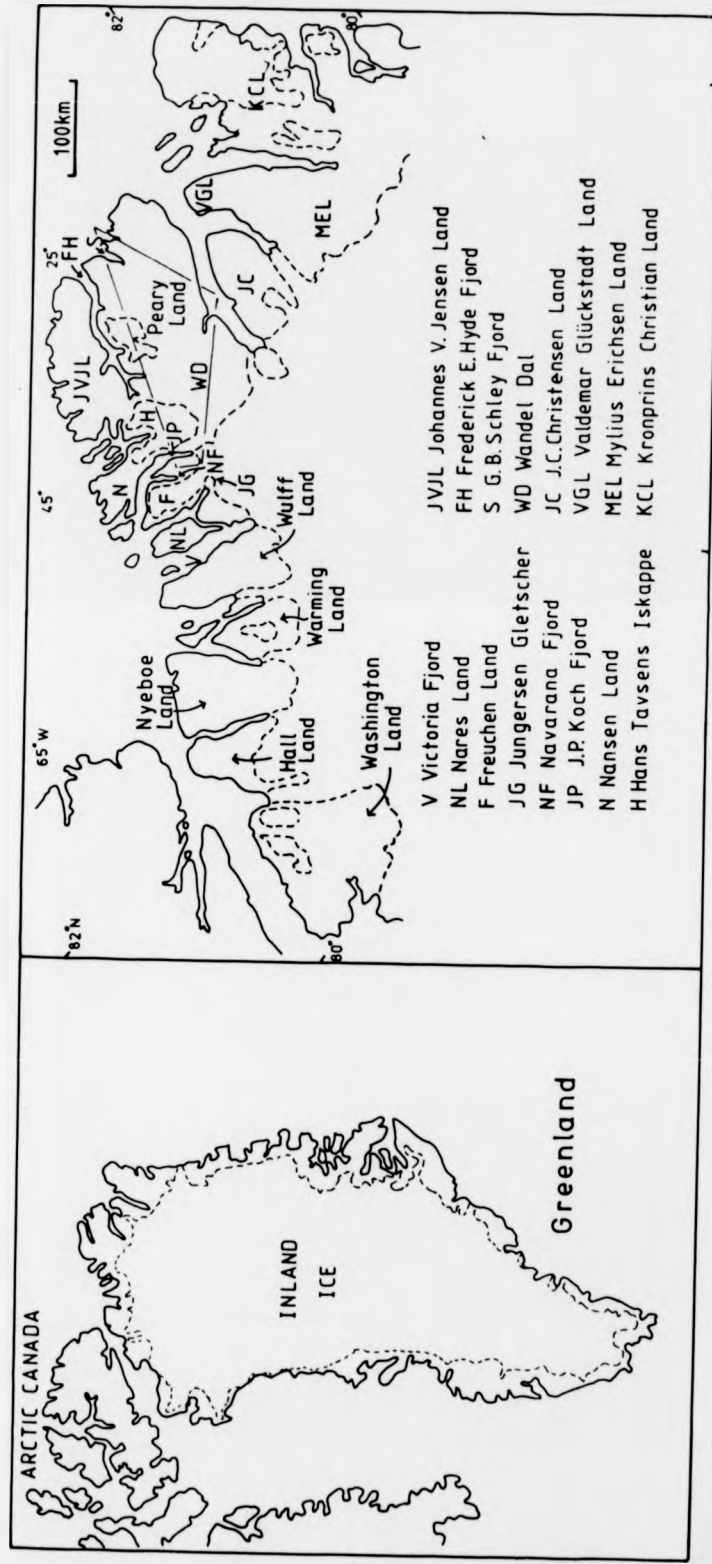 ARCTIC CANADA
INLAND
ICE
Greenland
82°N
80°
65°W
45°
25°
82°
80°
100km
Nyeboe
Land
Hall
Land
Washington
Land
Warming
Land
Wulff
Land
V
NL
F
N
H
JP
NF
JG
JVJL
FH
S
Peary
Land
WD
JC
VGL
MEL
KCL
V Victoria Fjord
NL Nares Land
F Freuchen Land
JG Jungersen Gletscher
NF Navarana Fjord
JP J.P.Koch Fjord
N Nansen Land
H Hans Tavsens Iskappe
JVJL Johannes V. Jensen Land
FH Frederick E.Hyde Fjord
S G.B.Schley Fjord
WD Wandel Dal
JC J.C.Christensen Land
VGL Valdemar Glückstadt Land
MEL Mylius Erichsen Land
KCL Kronprins Christian Land